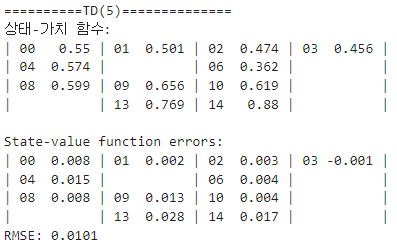 ==========TD(5)==============
상태-가치 함수:
| 00 0.55 | 01 0.501 | 02 0.474 | 03 0.456 |
| 04 0.574 | | 06 0.362 | |
| 08 0.599 | 09 0.656 | 10 0.619 | |
| | 13 0.769 | 14 0.88 | |
State-value function errors:
| 00 0.008 | 01 0.002 | 02 0.003 | 03 -0.001 |
| 04 0.015 | | 06 0.004 | |
| 08 0.008 | 09 0.013 | 10 0.004 | |
| | 13 0.028 | 14 0.017 | |
RMSE: 0.0101